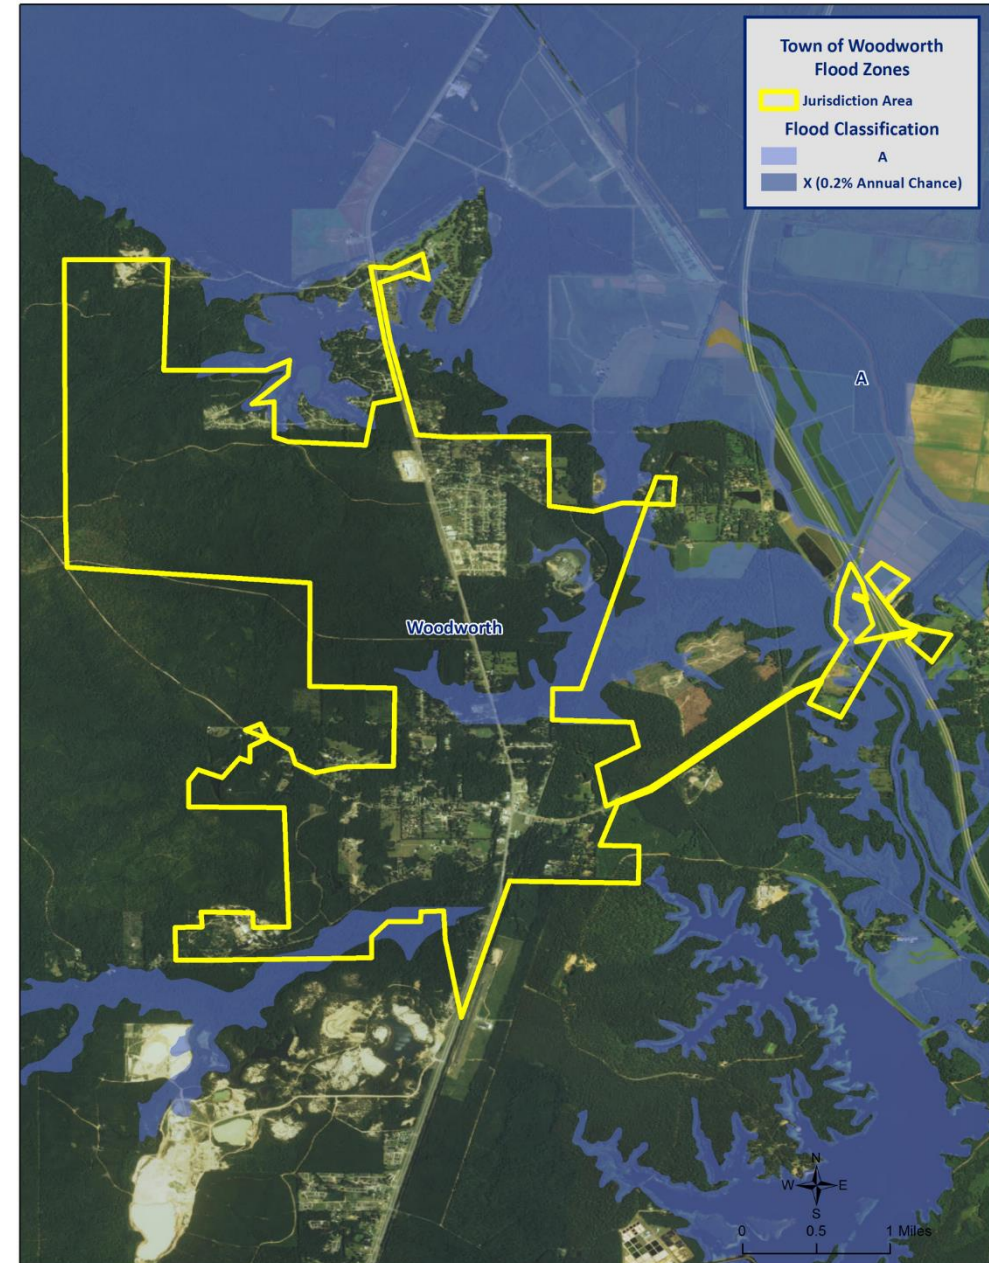 Town of Woodworth
Flood Zones
Jurisdiction Area
Flood Classification
A
X (0.2% Annual Chance)
A
Woodworth
N
W E
S
0 0.5 1 Miles